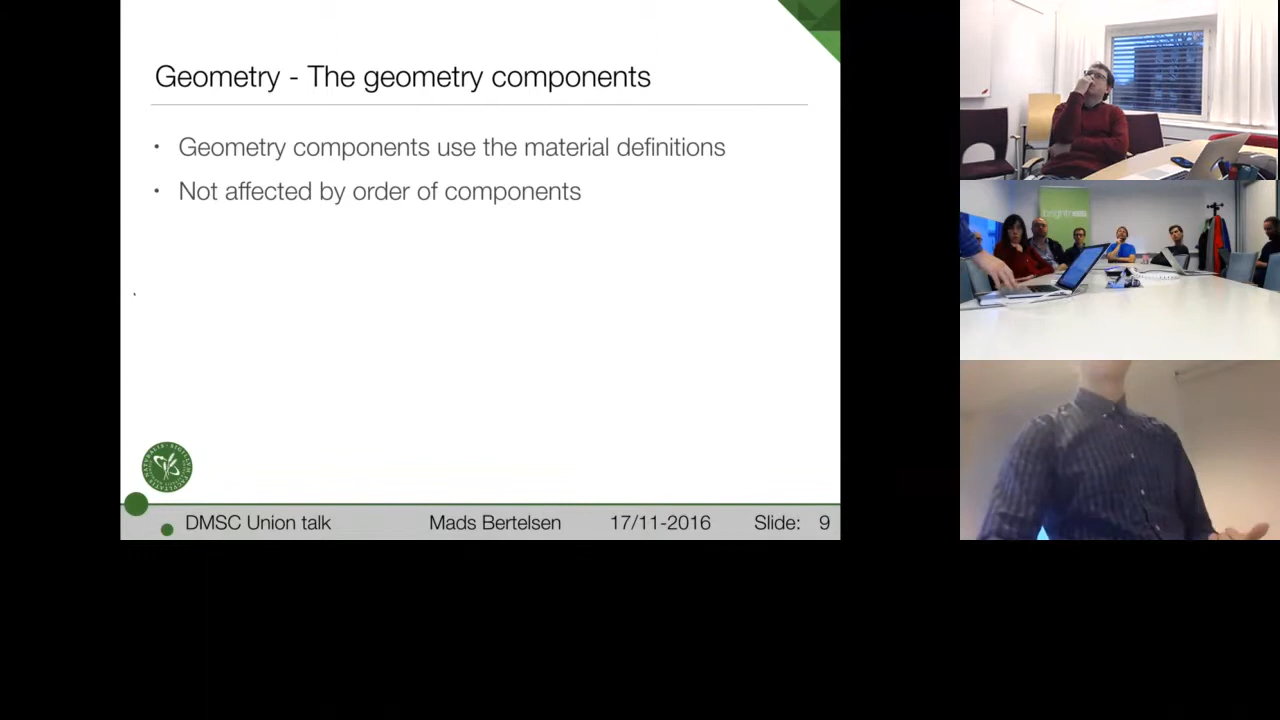 Geometry - The geometry components
• Geometry components use the material definitions
• Not affected by order of components
DMSC Union talk Mads Bertelsen 17/11-2016 Slide: 9
brightness